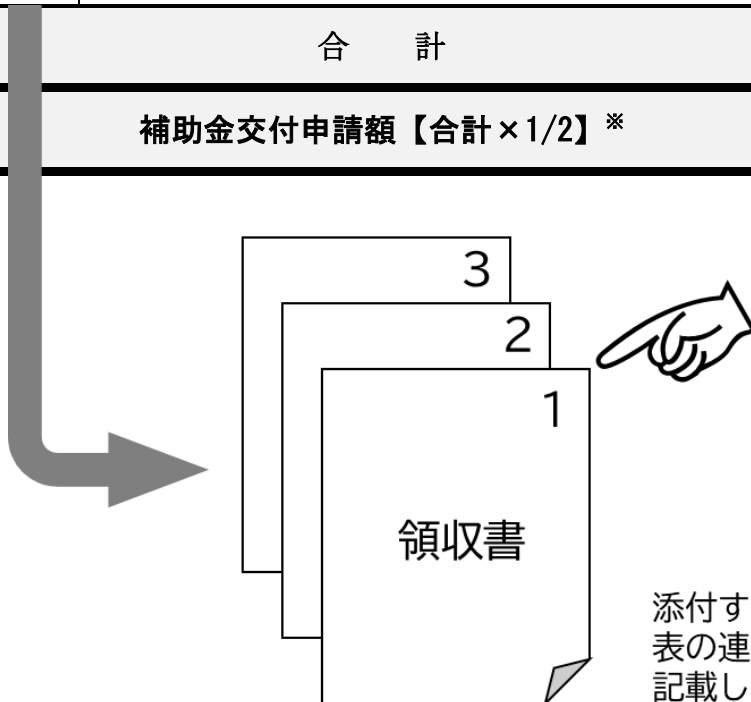 合　計
補助金交付申請額【合計×1/2】※
3
2
1
領収書
添付す
表の連
記載し